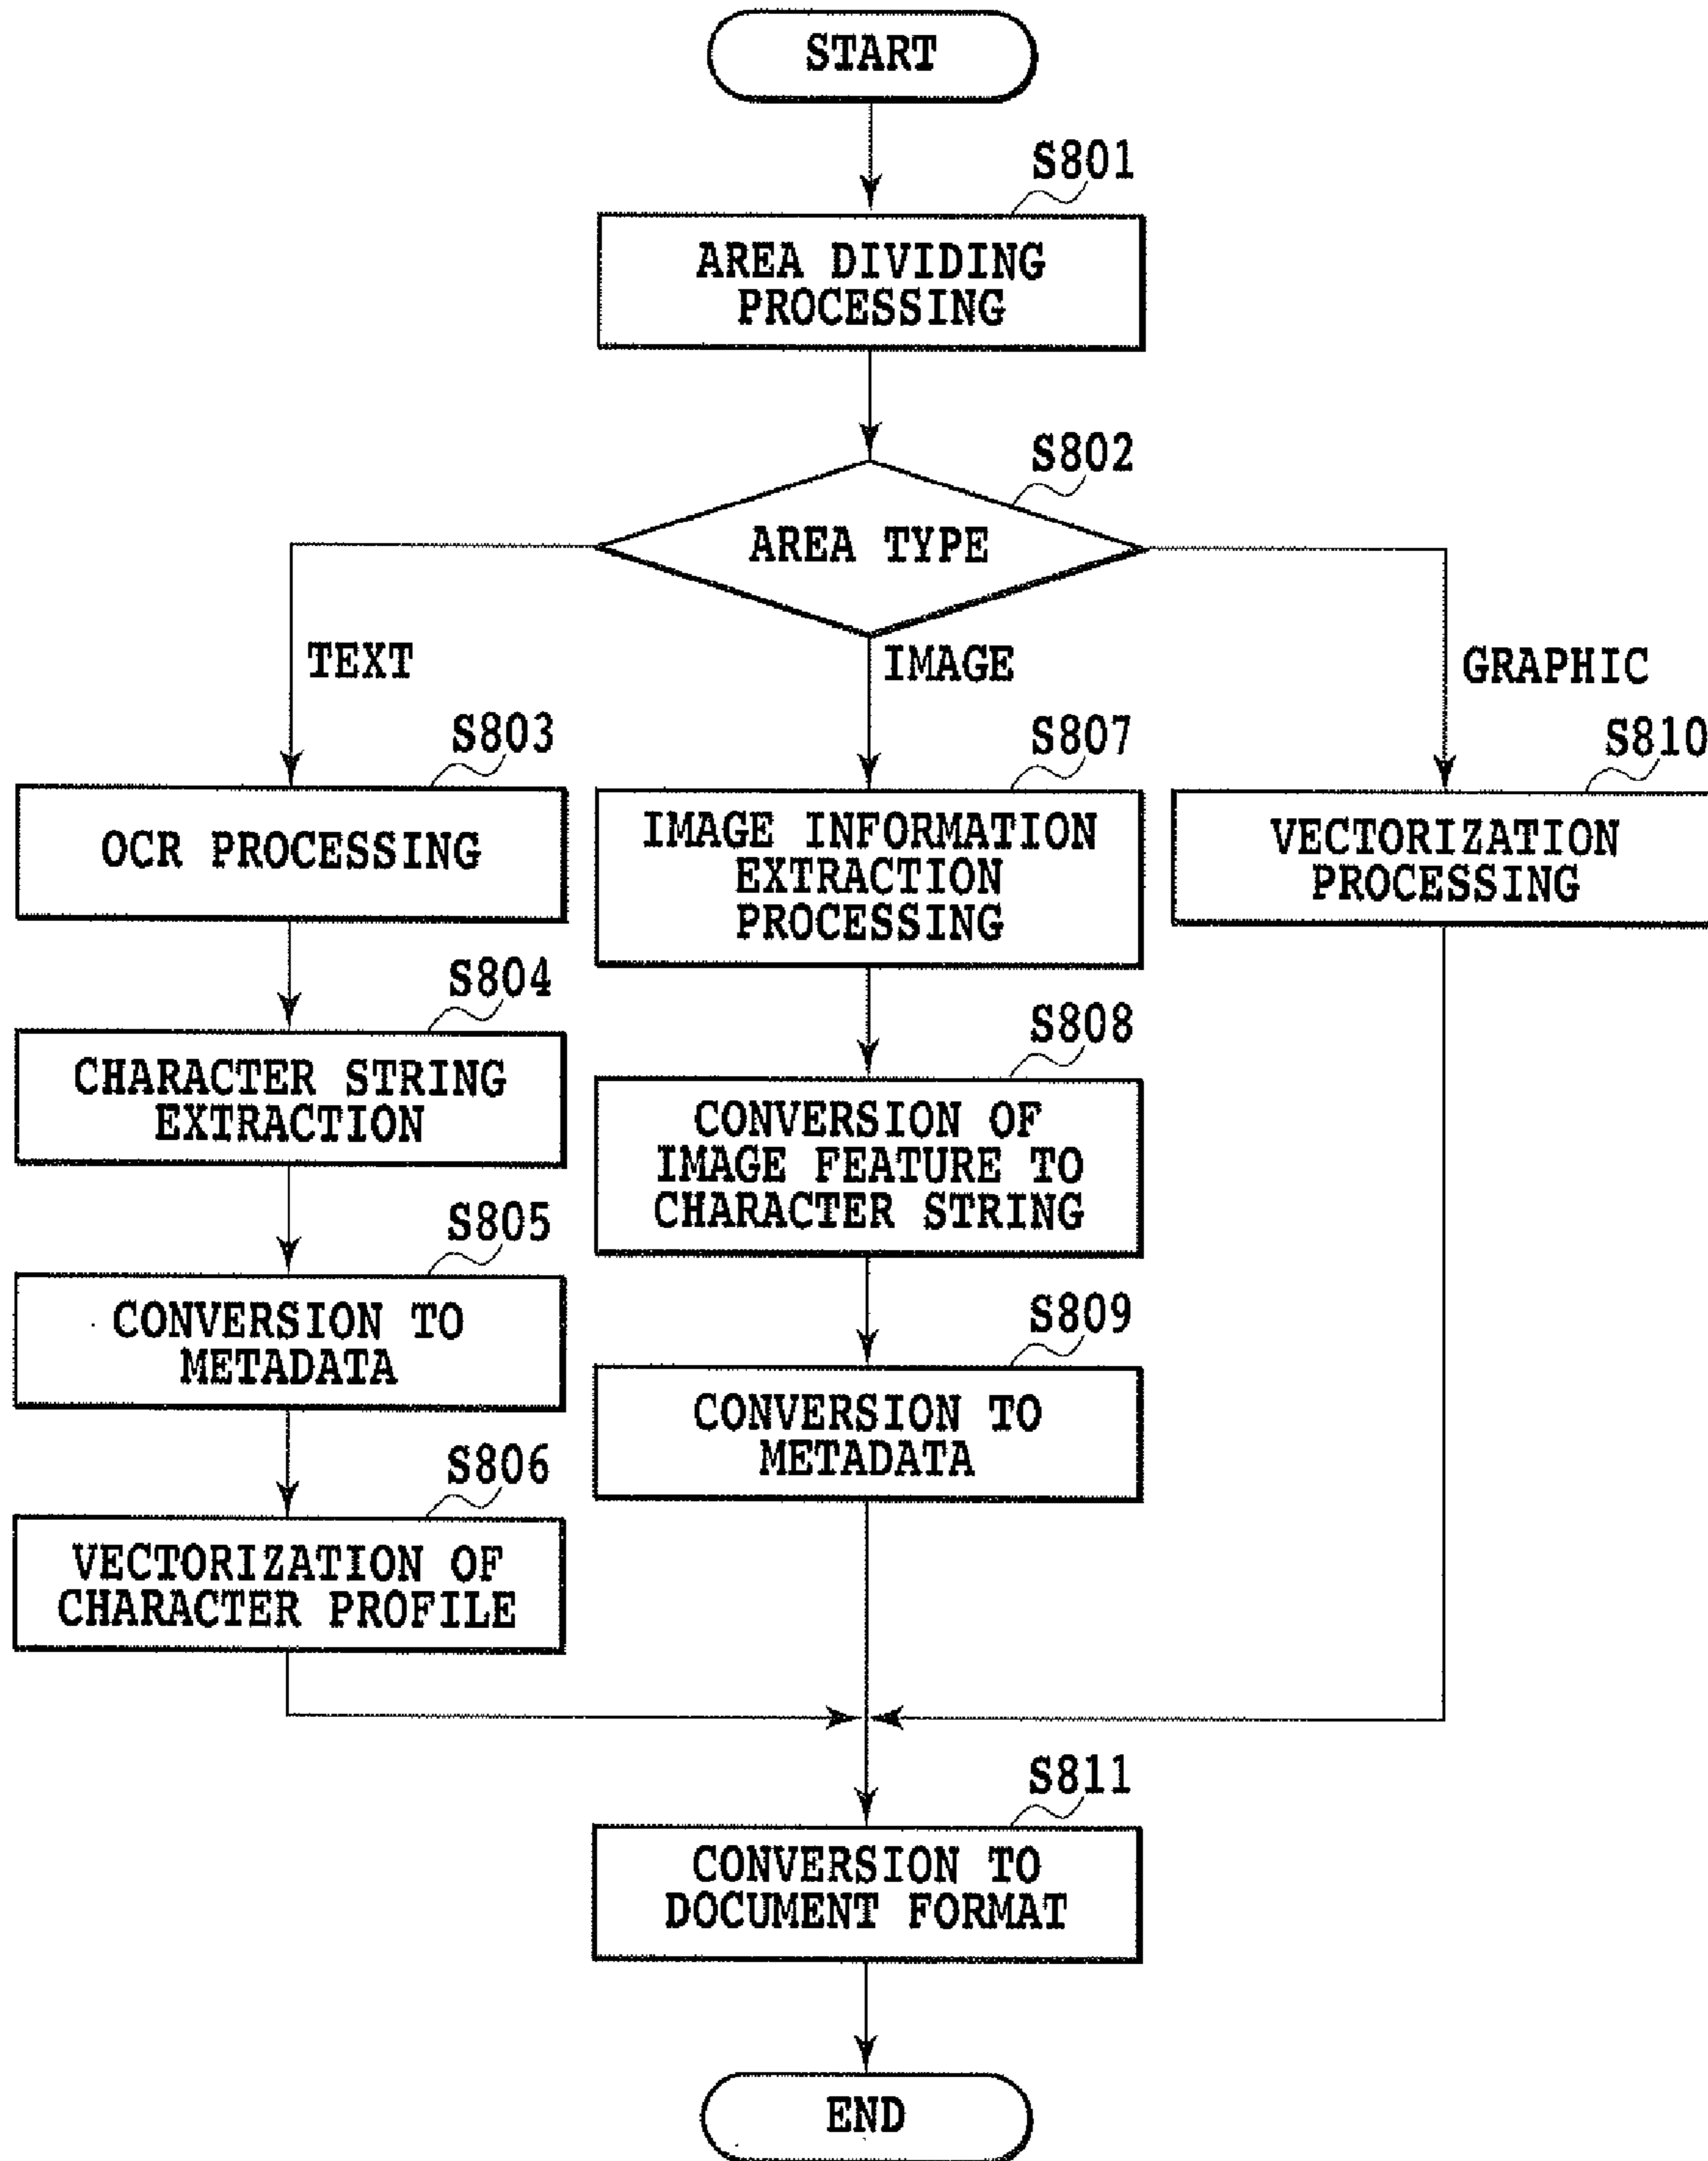 START
S801
AREA DIVIDING
PROCESSING
S802
AREA TYPE
TEXT
IMAGE
GRAPHIC
S803
OCR PROCESSING
S804
CHARACTER STRING
EXTRACTION
S805
CONVERSION TO
METADATA
S806
VECTORIZATION OF
CHARACTER PROFILE
S807
IMAGE INFORMATION
EXTRACTION
PROCESSING
S808
CONVERSION OF
IMAGE FEATURE TO
CHARACTER STRING
S809
CONVERSION TO
METADATA
S810
VECTORIZATION
PROCESSING
S811
CONVERSION TO
DOCUMENT FORMAT
END